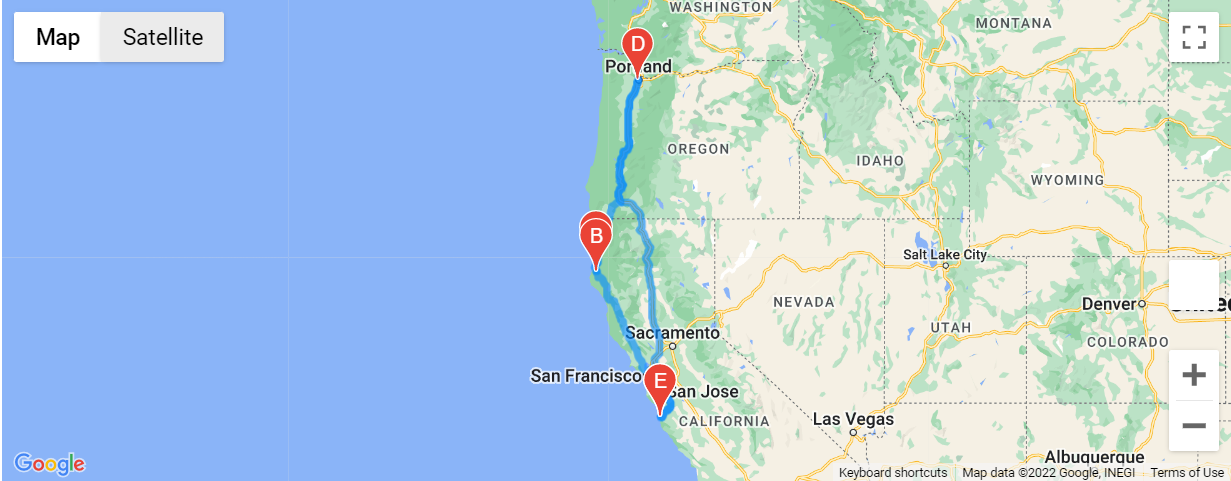 Map Satellite
WASHINGTON
MONTANA
D
Portland
OREGON
IDAHO
WYOMING
B
Salt Lake City
NEVADA
Denver
Sacramento
UTAH
COLORADO
San Francisco
E
San Jose
CALIFORNIA
Las Vegas
Albuquerque
Google
Keyboard shortcuts Map data ©2022 Google, INEGI Terms of Use